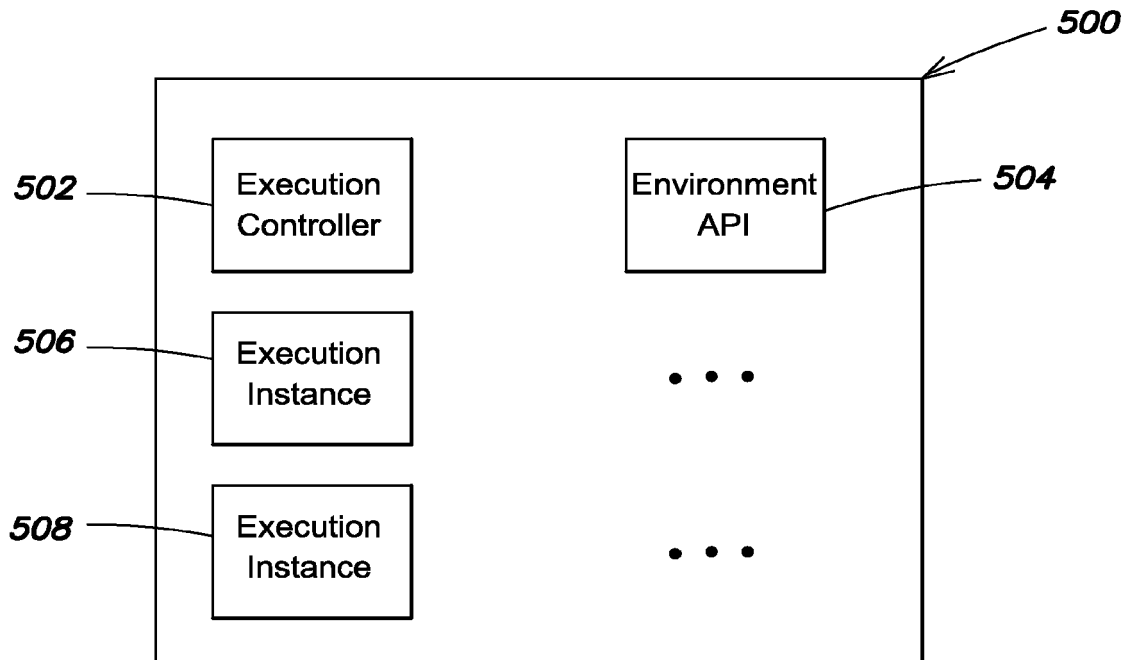 500
502
Execution
Controller
Environment
API
504
506
Execution
Instance
• • •
508
Execution
Instance
• • •